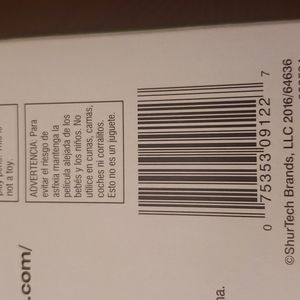 not a toy.
ADVERTENCIA: Para
evitar el riesgo de
asfixia mantenga la
película alejada de los
bebés y los niños. No
utilice en cunas, camas,
coches ni corralitos.
Esto no es un juguete.
.com/
0 75353 09122 7
©ShurTech Brands, LLC 2016/64636
na.